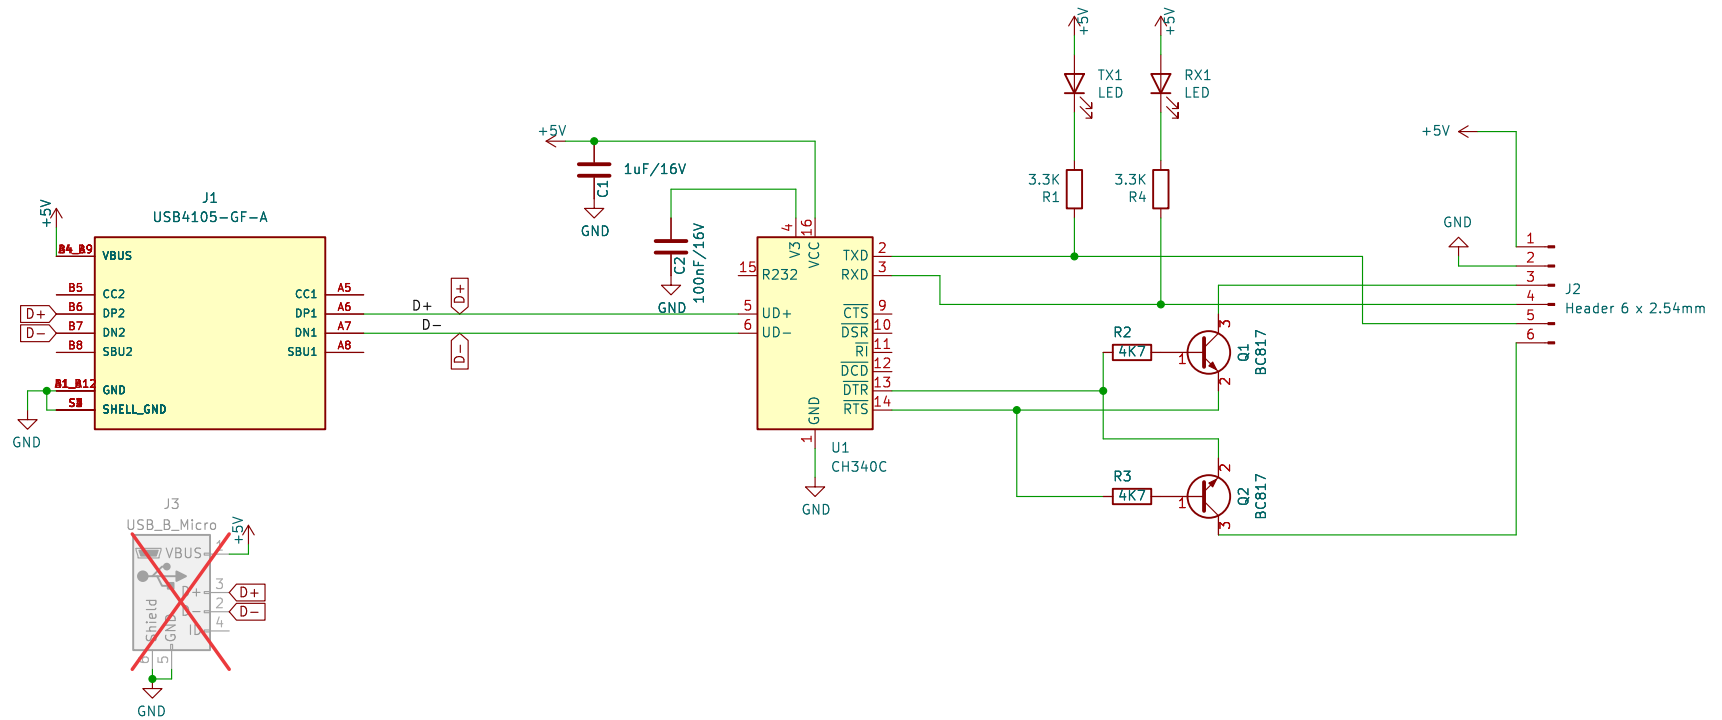 +5V
+5V
TX1
LED
RX1
LED
+5V
+5V
1uF/16V
C1
GND
3.3K
R1
3.3K
R4
J1
USB4105-GF-A
+5V
B4_B9
VBUS
B5
CC2
CC1
A5
B6
DP2
DP1
A6
B7
DN2
DN1
A7
B8
SBU2
SBU1
A8
GND
SHELL_GND
D+
D-
GND
D+
D-
D+
D-
C2
100nF/16V
GND
4
V3
16
VCC
15
R232
5
UD+
6
UD-
TXD
2
RXD
3
CTS
9
DSR
10
RI
11
DCD
12
DTR
13
RTS
14
GND
1
U1
CH340C
GND
R2
4K7
1
3
2
Q1
BC817
R3
4K7
1
2
3
Q2
BC817
GND
1
2
3
4
5
6
J2
Header 6 x 2.54mm
J3
USB_B_Micro
+5V
VBUS
3
D+
2
D-
4
Shield
GND
6
5
D+
D-
GND